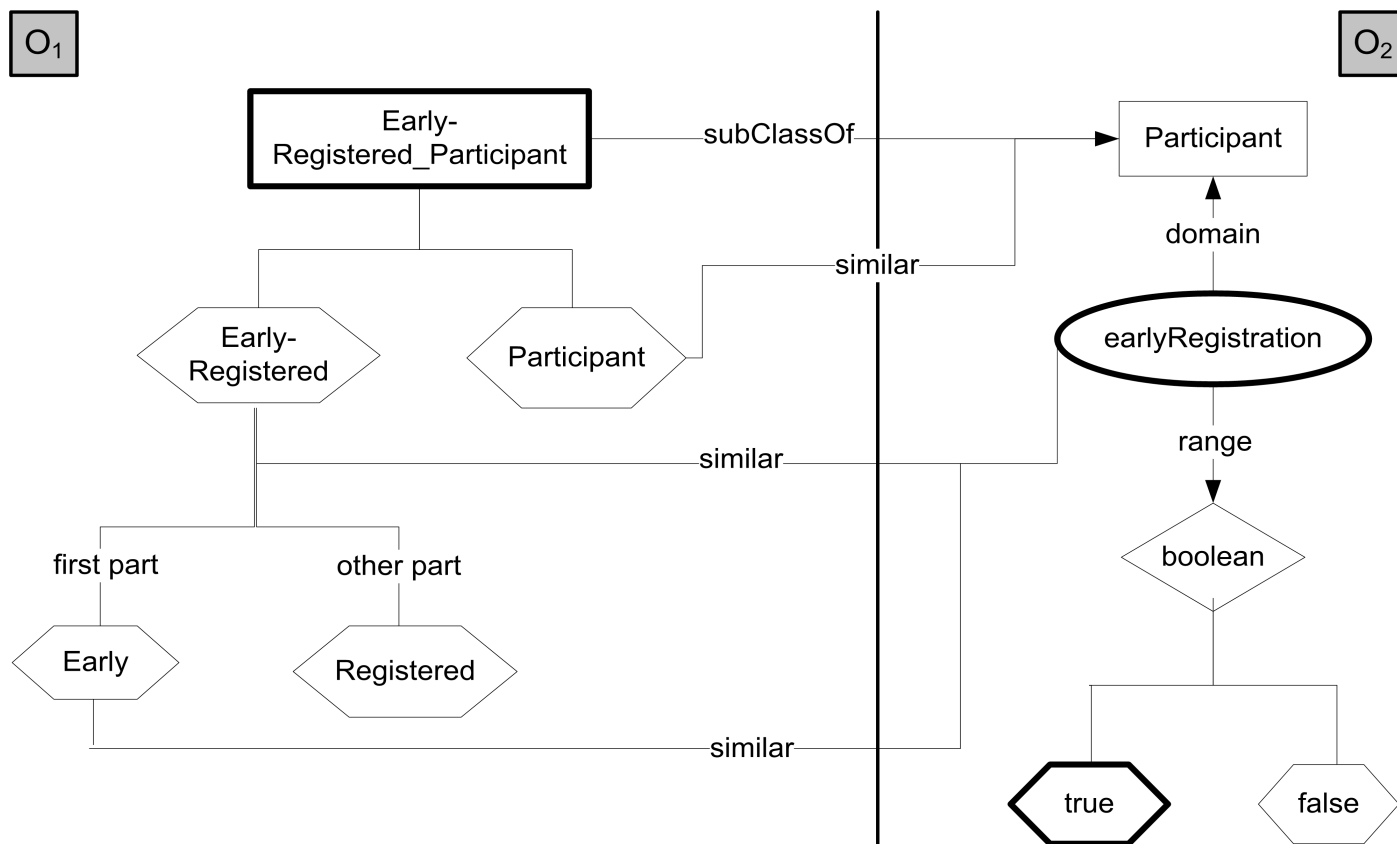 O₁
O₂
Early-
Registered_Participant
subClassOf
Participant
domain
similar
Early-
Registered
Participant
earlyRegistration
range
similar
first part
other part
boolean
Early
Registered
similar
true
false